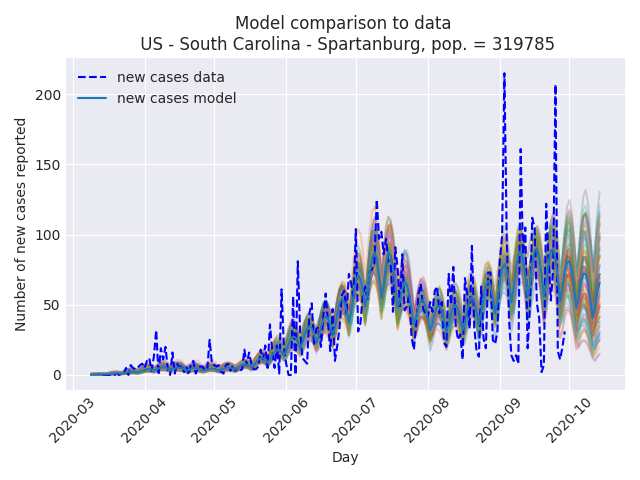 Model comparison to data
US - South Carolina - Spartanburg, pop. = 319785
new cases data
new cases model
Number of new cases reported
200
150
100
50
0
2020-03
2020-04
2020-05
2020-06
2020-07
2020-08
2020-09
2020-10
Day